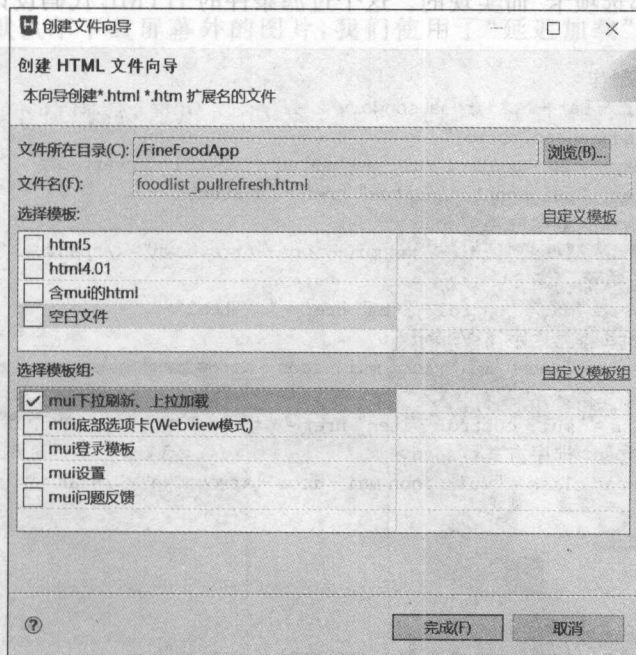 创建文件向导
创建 HTML 文件向导
本向导创建*.html *.htm 扩展名的文件
文件所在目录(C): /FineFoodApp 浏览(B)...
文件名(F): foodlist_pullrefresh.html
选择模板: 自定义模板
html5
html4.01
含mui的html
空白文件
选择模板组: 自定义模板组
mui下拉刷新、上拉加载
mui底部选项卡(Webview模式)
mui登录模板
mui设置
mui问题反馈
完成(F) 取消